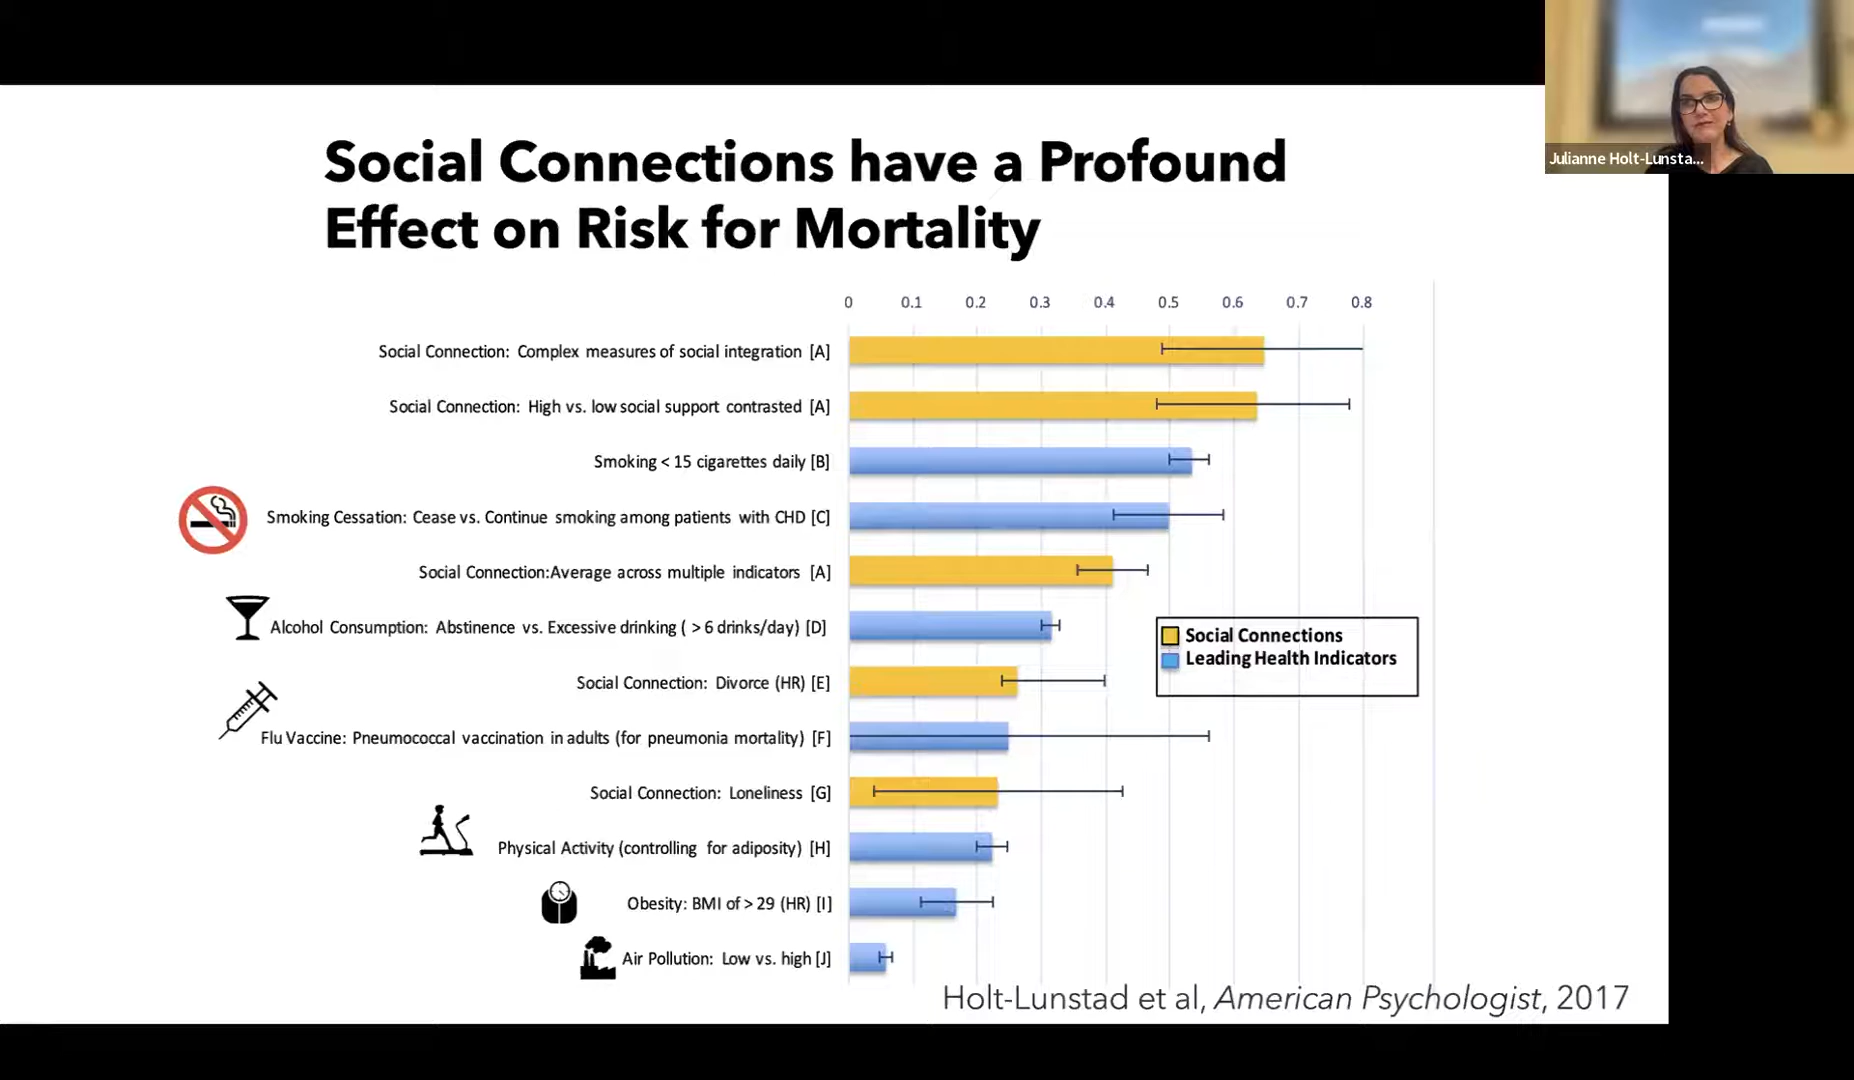 Julianne Holt-Lunsta...
Social Connections have a Profound
Effect on Risk for Mortality
0 0.1 0.2 0.3 0.4 0.5 0.6 0.7 0.8
Social Connection: Complex measures of social integration [A]
Social Connection: High vs. low social support contrasted [A]
Smoking < 15 cigarettes daily [B]
Smoking Cessation: Cease vs. Continue smoking among patients with CHD [C]
Social Connection:Average across multiple indicators [A]
Alcohol Consumption: Abstinence vs. Excessive drinking ( > 6 drinks/day) [D]
Social Connections
Leading Health Indicators
Social Connection: Divorce (HR) [E]
Flu Vaccine: Pneumococcal vaccination in adults (for pneumonia mortality) [F]
Social Connection: Loneliness [G]
Physical Activity (controlling for adiposity) [H]
Obesity: BMI of > 29 (HR) [I]
Air Pollution: Low vs. high [J]
Holt-Lunstad et al, American Psychologist, 2017